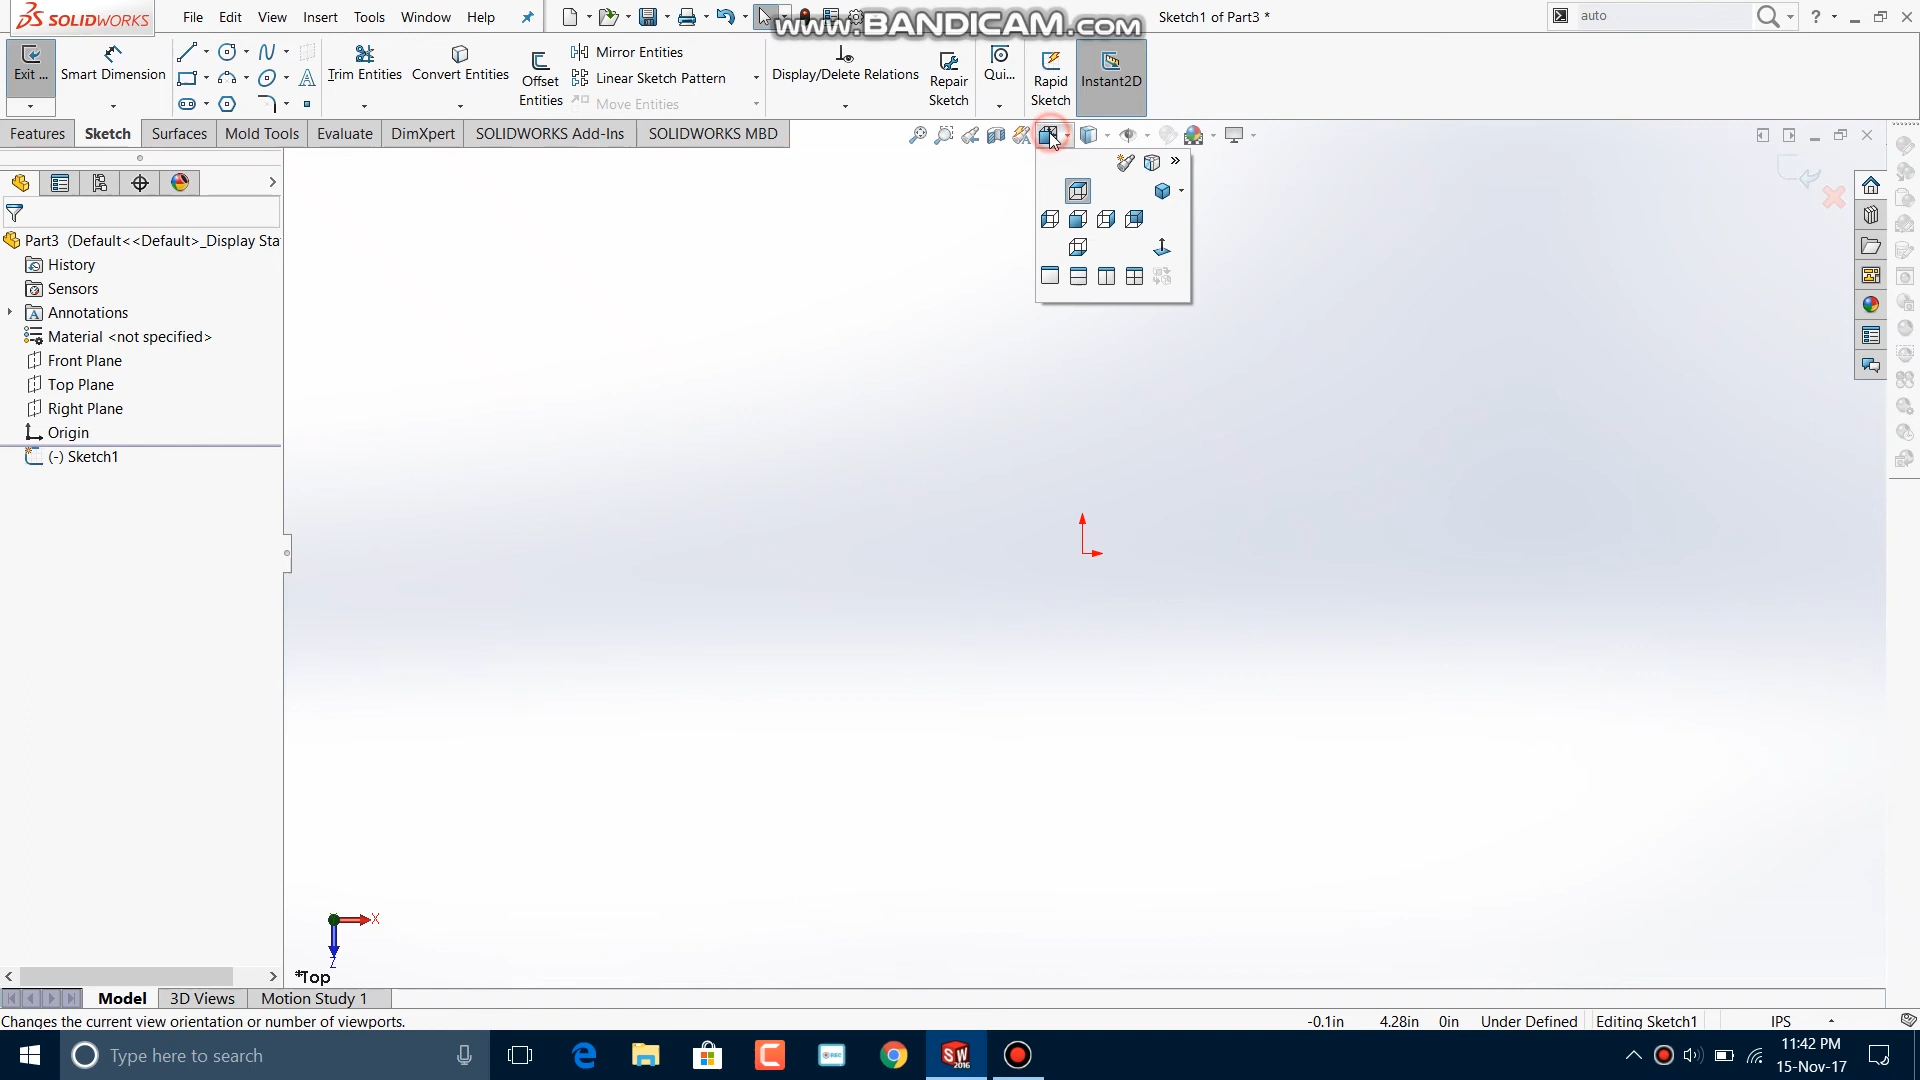 SOLIDWORKS
File Edit View Insert Tools Window Help
www.BANDICAM.com
Sketch1 of Part3 *
auto
?
Exit ...
Smart Dimension
Trim Entities
Convert Entities
Offset
Entities
Mirror Entities
Linear Sketch Pattern
Move Entities
Display/Delete Relations
Repair
Sketch
Qui...
Rapid
Sketch
Instant2D
Features Sketch Surfaces Mold Tools Evaluate DimXpert SOLIDWORKS Add-Ins SOLIDWORKS MBD
Part3 (Default<<Default>_Display Sta
History
Sensors
Annotations
Material <not specified>
Front Plane
Top Plane
Right Plane
Origin
(-) Sketch1
X
Z
*Top
Model 3D Views Motion Study 1
Changes the current view orientation or number of viewports.
-0.1in 4.28in 0in Under Defined Editing Sketch1 IPS
Type here to search
SW
2016
11:42 PM
15-Nov-17